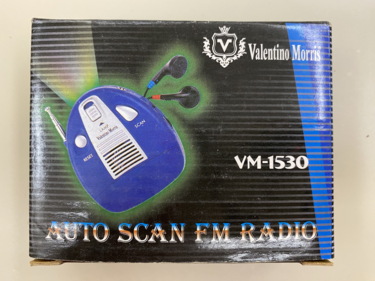 V
Valentino Morris
SCAN
RESET
VM-1530
AUTO SCAN FM RADIO